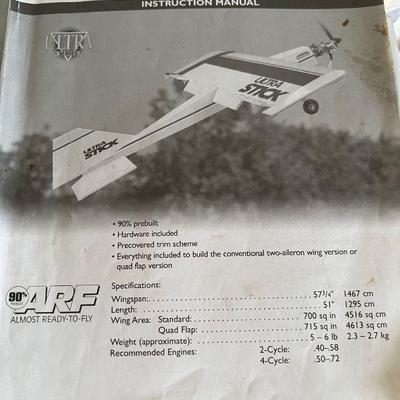 INSTRUCTION MANUAL
ULTRA
SERIES
ULTRA
STICK
ULTRA
STICK
• 90% prebuilt
• Hardware included
• Precovered trim scheme
• Everything included to build the conventional two-aileron wing version or
quad flap version
90%
PREBUILT
ARF
ALMOST READY-TO-FLY
Specifications:
Wingspan:. . . . . . . . . . . . . . . . . . . . . . . . . . . . . . 57 3/4" 1467 cm
Length: . . . . . . . . . . . . . . . . . . . . . . . . . . . . . . . . . 51" 1295 cm
Wing Area: Standard: . . . . . . . . . . . . . . . . . . . 700 sq in 4516 sq cm
Quad Flap: . . . . . . . . . . . . . . . . . . 715 sq in 4613 sq cm
Weight (approximate): . . . . . . . . . . . . . . . . . . . 5 – 6 lb 2.3 – 2.7 kg
Recommended Engines: 2-Cycle: .40–.58
4-Cycle: .50–.72